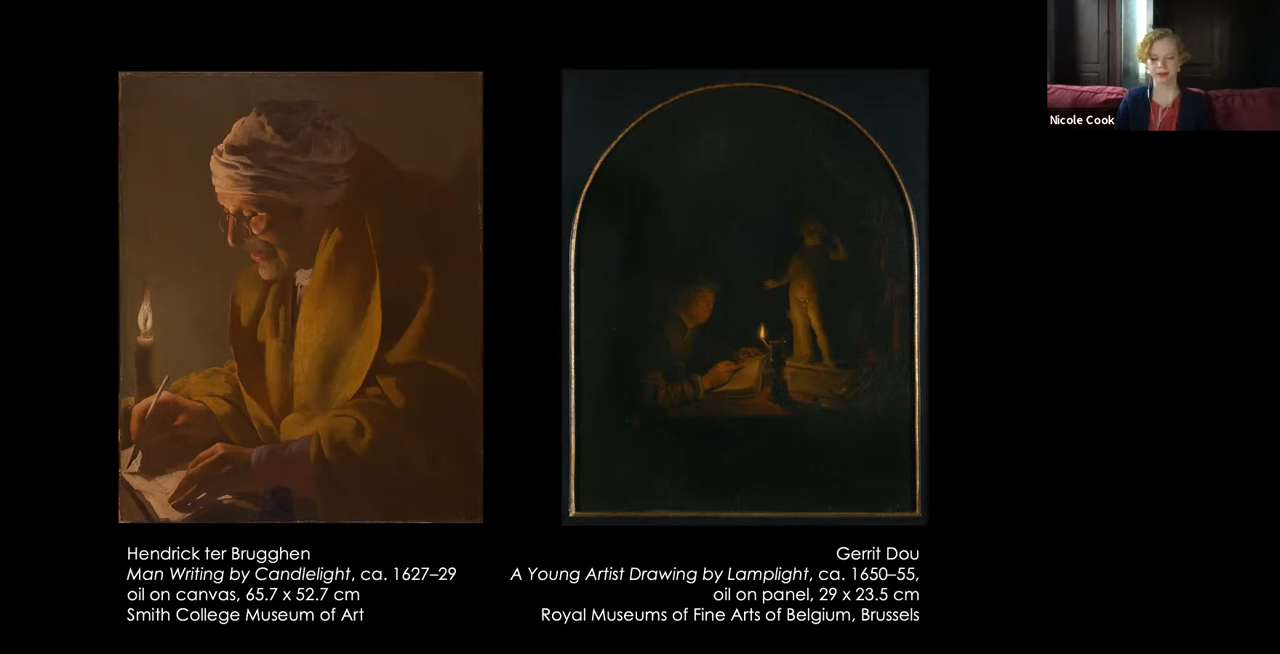 Nicole Cook
Hendrick ter Brugghen
Man Writing by Candlelight, ca. 1627–29
oil on canvas, 65.7 x 52.7 cm
Smith College Museum of Art
Gerrit Dou
A Young Artist Drawing by Lamplight, ca. 1650–55,
oil on panel, 29 x 23.5 cm
Royal Museums of Fine Arts of Belgium, Brussels